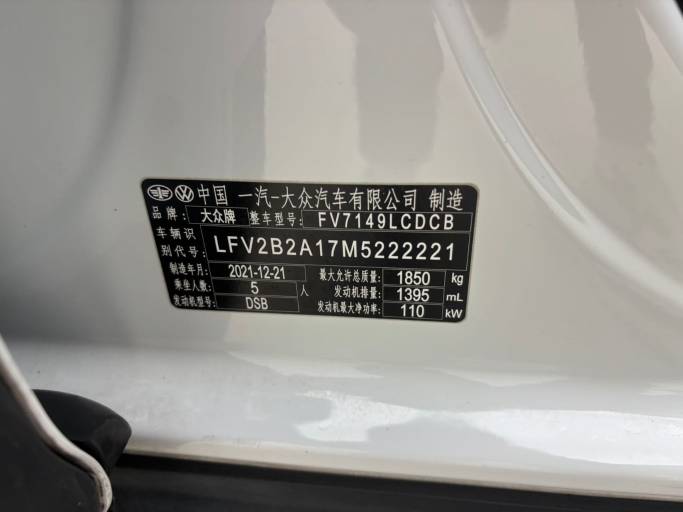 中国 一汽-大众汽车有限公司 制造
品牌: 大众牌 整车型号: FV7149LCDCB
车辆识别代号: LFV2B2A17M5222221
制造年月: 2021-12-21 最大允许总质量: 1850 kg
乘坐人数: 5 人 发动机排量: 1395 mL
发动机型号: DSB 发动机最大净功率: 110 kW